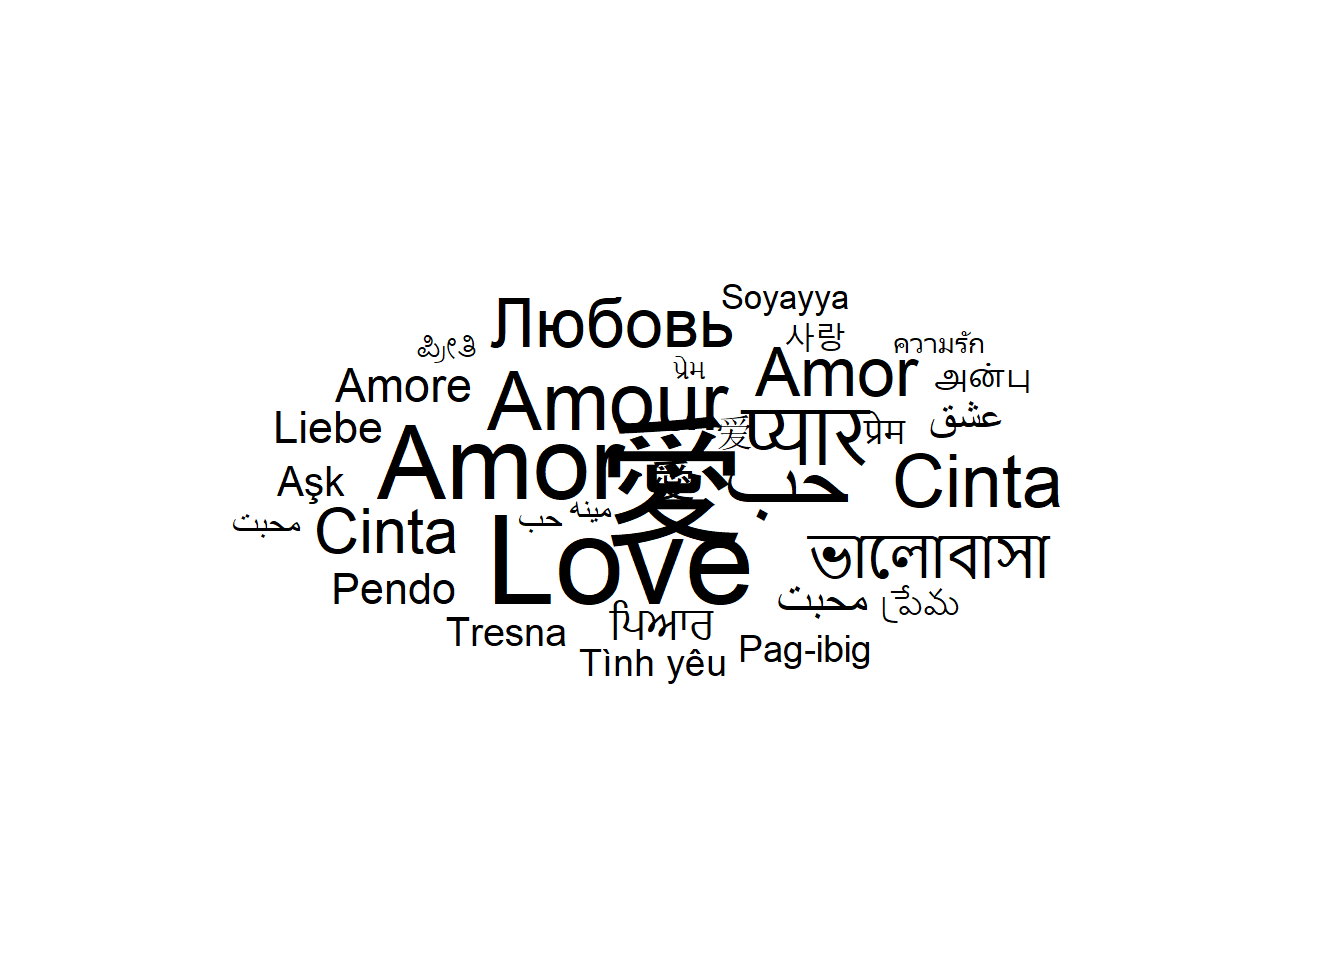 Soyayya
Любовь
사랑
ప్రీతి
ความรัก
પ્રેમ
Amore
Amour
Amor
அன்பு
Liebe
Amor
愛
爱
प्यार
प्रेम
عشق
Aşk
حب
Cinta
محبت
Cinta
حب
مينه
Love
ভালোবাসা
Pendo
محبت
ప్రేమ
Tresna
ਪਿਆਰ
Tình yêu
Pag-ibig